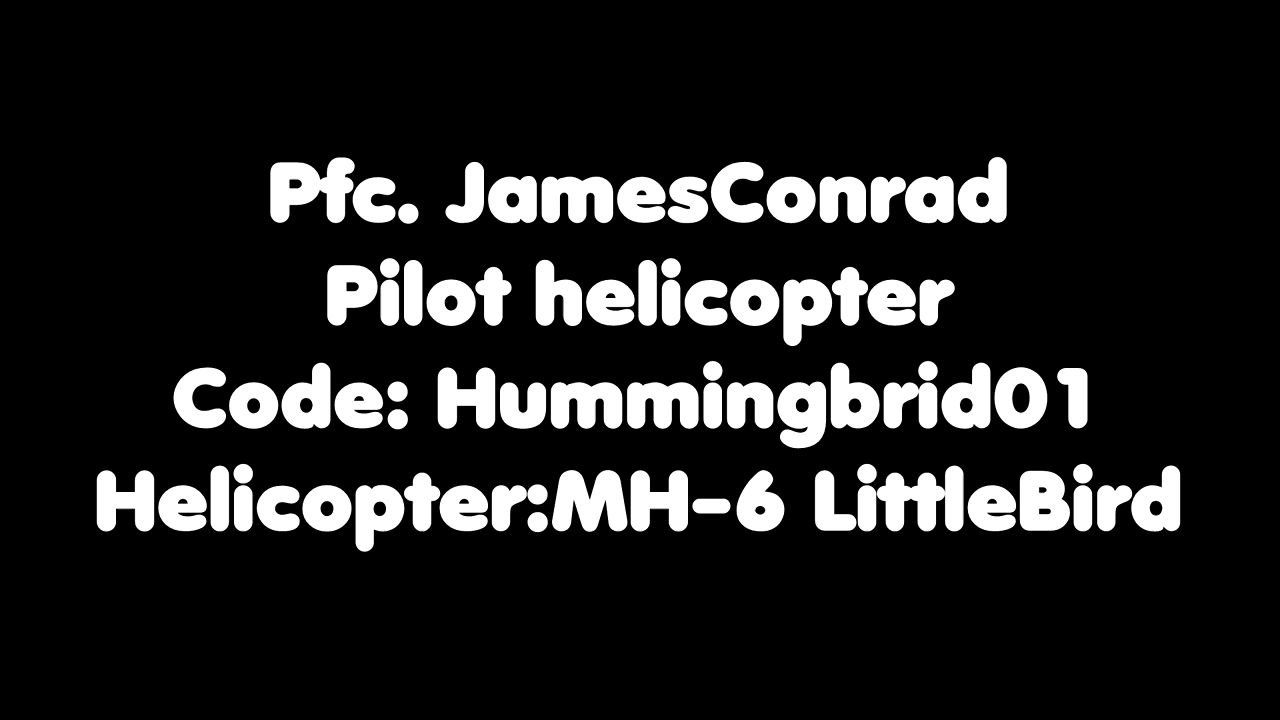 Pfc. JamesConrad
Pilot helicopter
Code: Hummingbrid01
Helicopter:MH-6 LittleBird